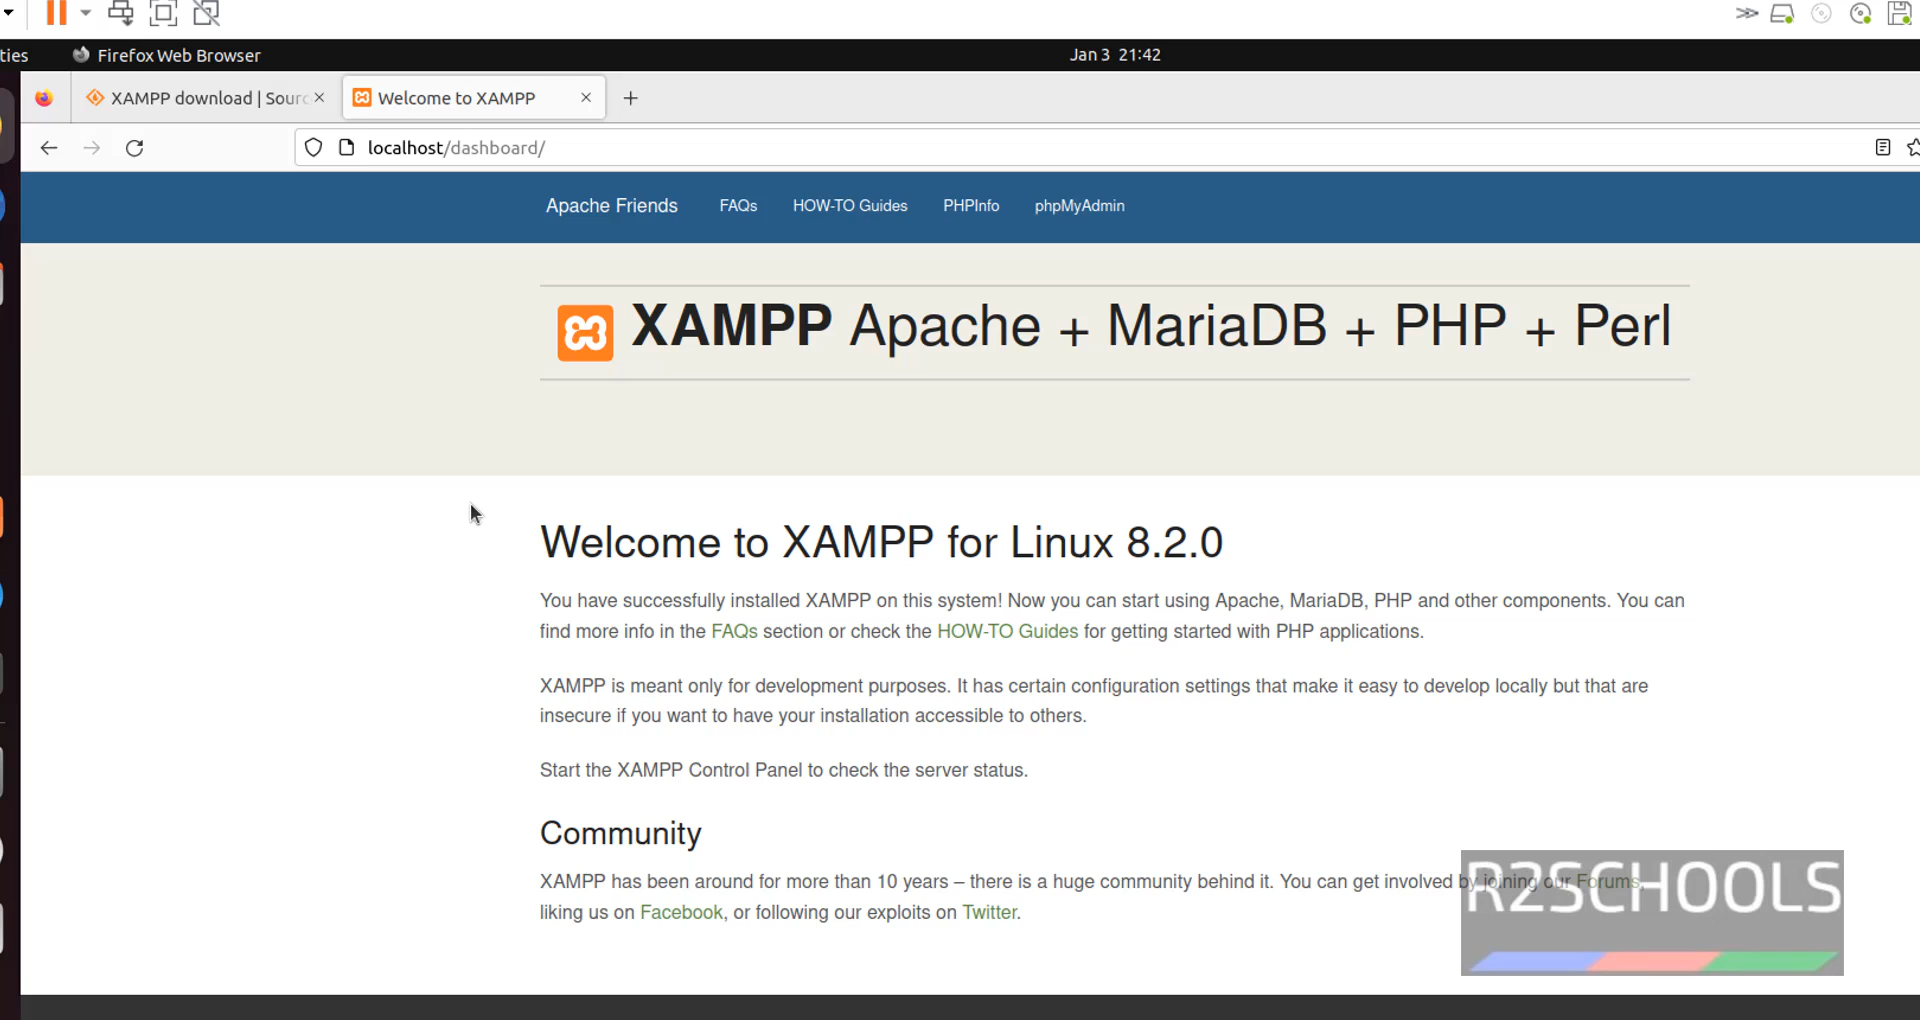 ties Firefox Web Browser Jan 3 21:42
XAMPP download | Sourc Welcome to XAMPP
localhost/dashboard/
Apache Friends FAQs HOW-TO Guides PHPInfo phpMyAdmin
XAMPP Apache + MariaDB + PHP + Perl
Welcome to XAMPP for Linux 8.2.0
You have successfully installed XAMPP on this system! Now you can start using Apache, MariaDB, PHP and other components. You can
find more info in the FAQs section or check the HOW-TO Guides for getting started with PHP applications.
XAMPP is meant only for development purposes. It has certain configuration settings that make it easy to develop locally but that are
insecure if you want to have your installation accessible to others.
Start the XAMPP Control Panel to check the server status.
Community
XAMPP has been around for more than 10 years – there is a huge community behind it. You can get involved by joining our Forums,
liking us on Facebook, or following our exploits on Twitter.
R2SCHOOLS